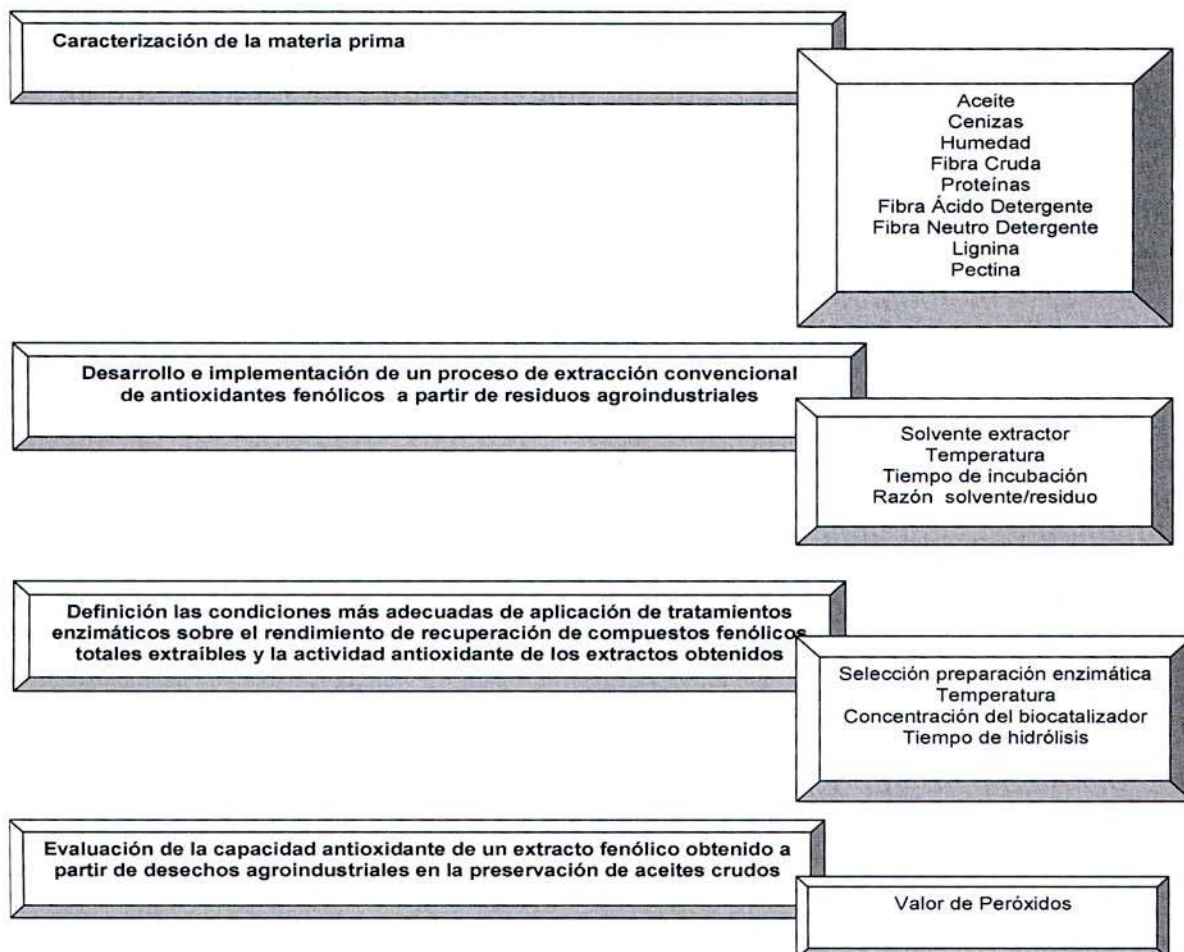 Caracterización de la materia prima
Aceite
Cenizas
Humedad
Fibra Cruda
Proteínas
Fibra Ácido Detergente
Fibra Neutro Detergente
Lignina
Pectina
Desarrollo e implementación de un proceso de extracción convencional
de antioxidantes fenólicos a partir de residuos agroindustriales
Solvente extractor
Temperatura
Tiempo de incubación
Razón solvente/residuo
Definición las condiciones más adecuadas de aplicación de tratamientos
enzimáticos sobre el rendimiento de recuperación de compuestos fenólicos
totales extraíbles y la actividad antioxidante de los extractos obtenidos
Selección preparación enzimática
Temperatura
Concentración del biocatalizador
Tiempo de hidrólisis
Evaluación de la capacidad antioxidante de un extracto fenólico obtenido a
partir de desechos agroindustriales en la preservación de aceites crudos
Valor de Peróxidos